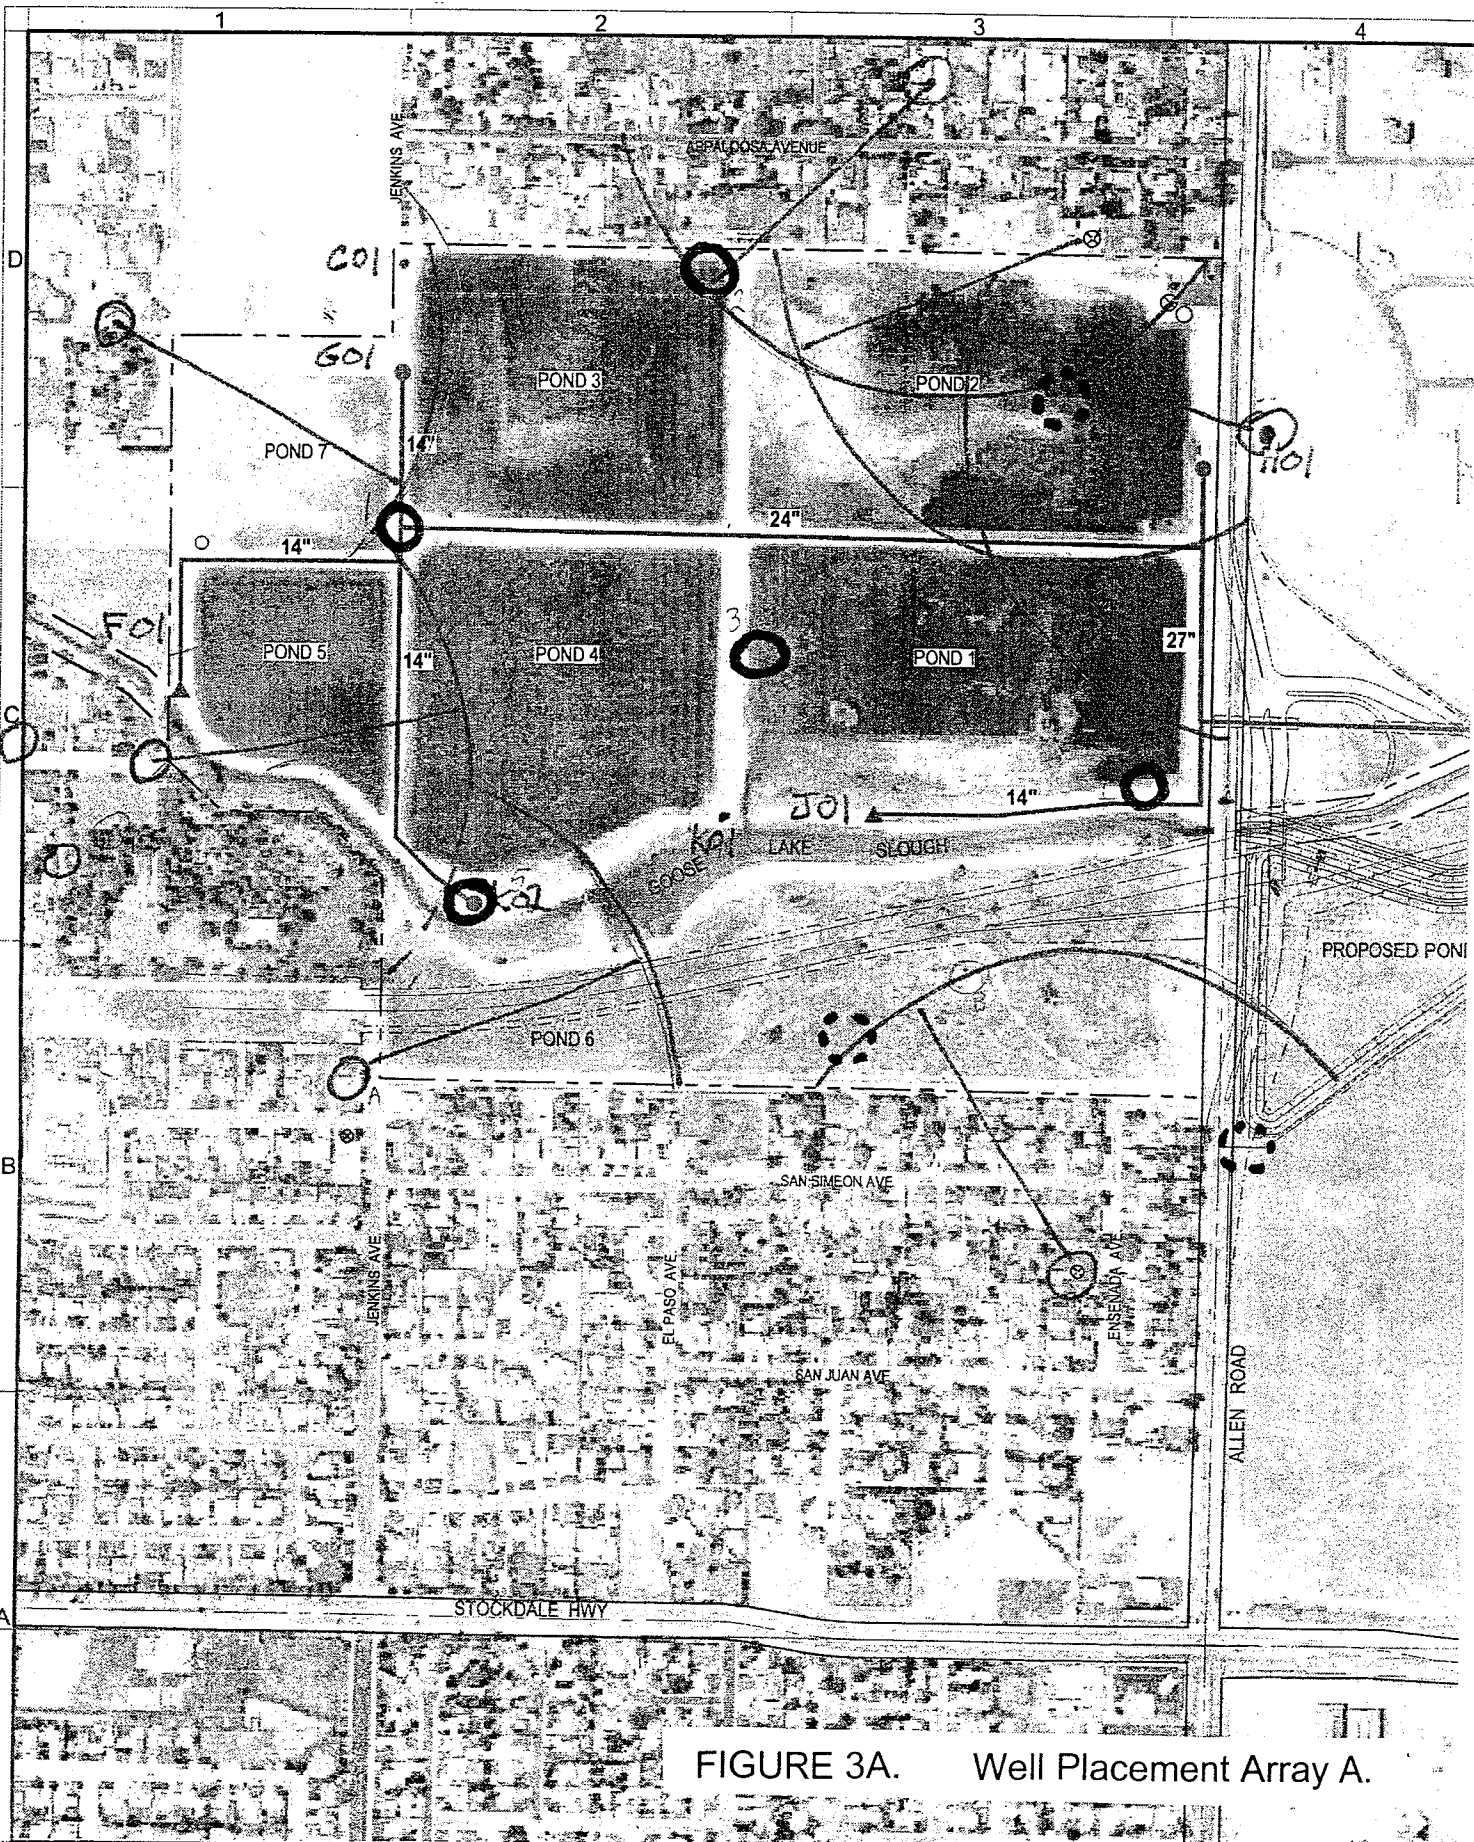 1 2 3 4
JENKINS AVE.
APPALOOSA AVENUE
D
C01
G01
POND 3
POND 2
14"
POND 7
H01
24"
14"
F01
3
POND 5
14"
POND 4
POND 1
27"
C
J01
14"
K01
GOOSE LAKE SLOUGH
PROPOSED POND
POND 6
A
B
SAN SIMEON AVE
JENKINS AVE.
EL PASO AVE.
ENSENADA AVE
SAN JUAN AVE
ALLEN ROAD
A
STOCKDALE HWY
FIGURE 3A. Well Placement Array A.